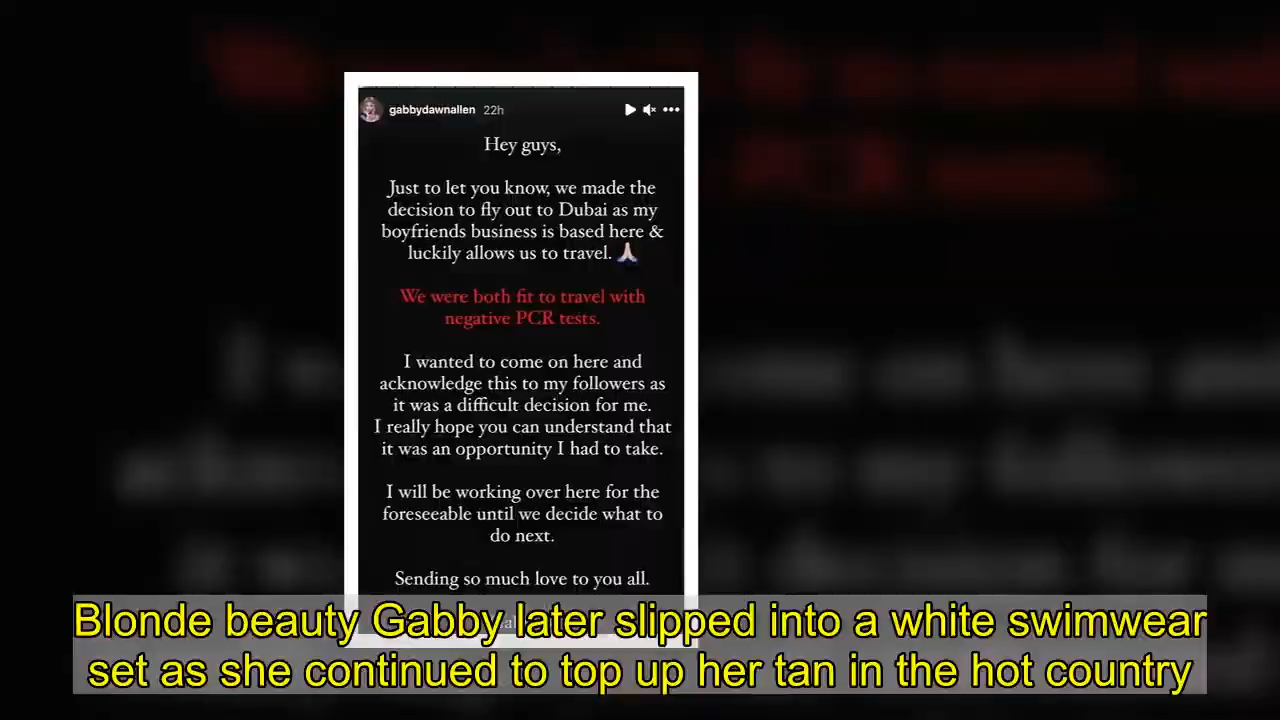 gabbydawnallen 22h
Hey guys,
Just to let you know, we made the
decision to fly out to Dubai as my
boyfriends business is based here &
luckily allows us to travel. 🙏🏻
We were both fit to travel with
negative PCR tests.
I wanted to come on here and
acknowledge this to my followers as
it was a difficult decision for me.
I really hope you can understand that
it was an opportunity I had to take.
I will be working over here for the
foreseeable until we decide what to
do next.
Sending so much love to you all.
Blonde beauty Gabby later slipped into a white swimwear
set as she continued to top up her tan in the hot country